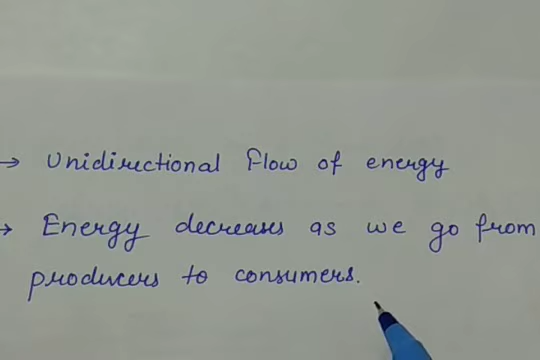 → Unidirectional Flow of energy
→ Energy decreases as we go from
producers to consumers.